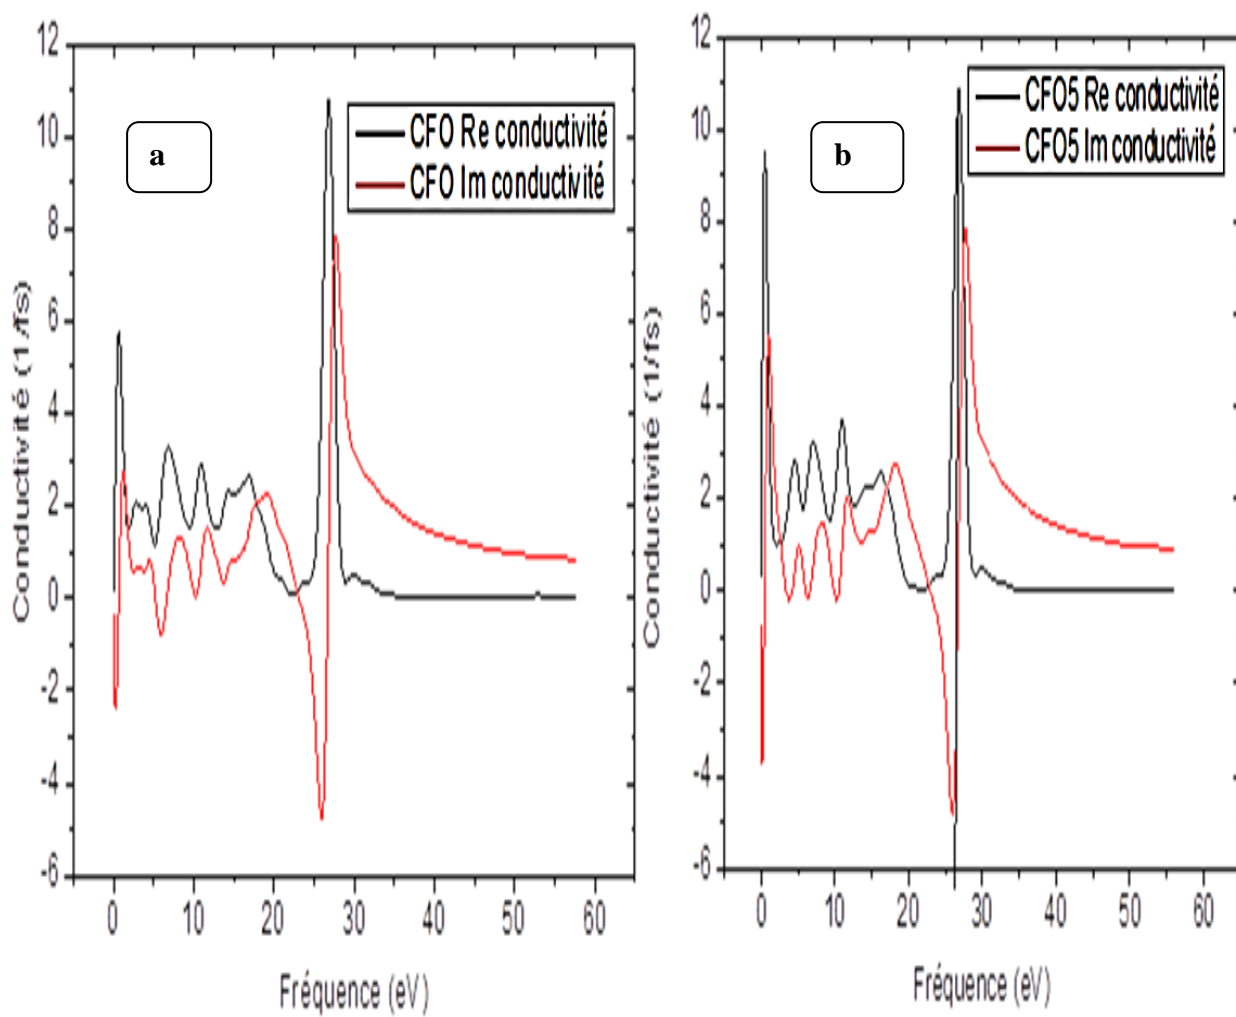 a
CFO Re conductivité
CFO Im conductivité
12
10
8
6
4
2
0
-2
-4
-6
Conductivité (1/fs)
0 10 20 30 40 50 60
Fréquence (eV)
b
CFO5 Re conductivité
CFO5 Im conductivité
12
10
8
6
4
2
0
-2
-4
-6
Conductivité (1/fs)
0 10 20 30 40 50 60
Fréquence (eV)